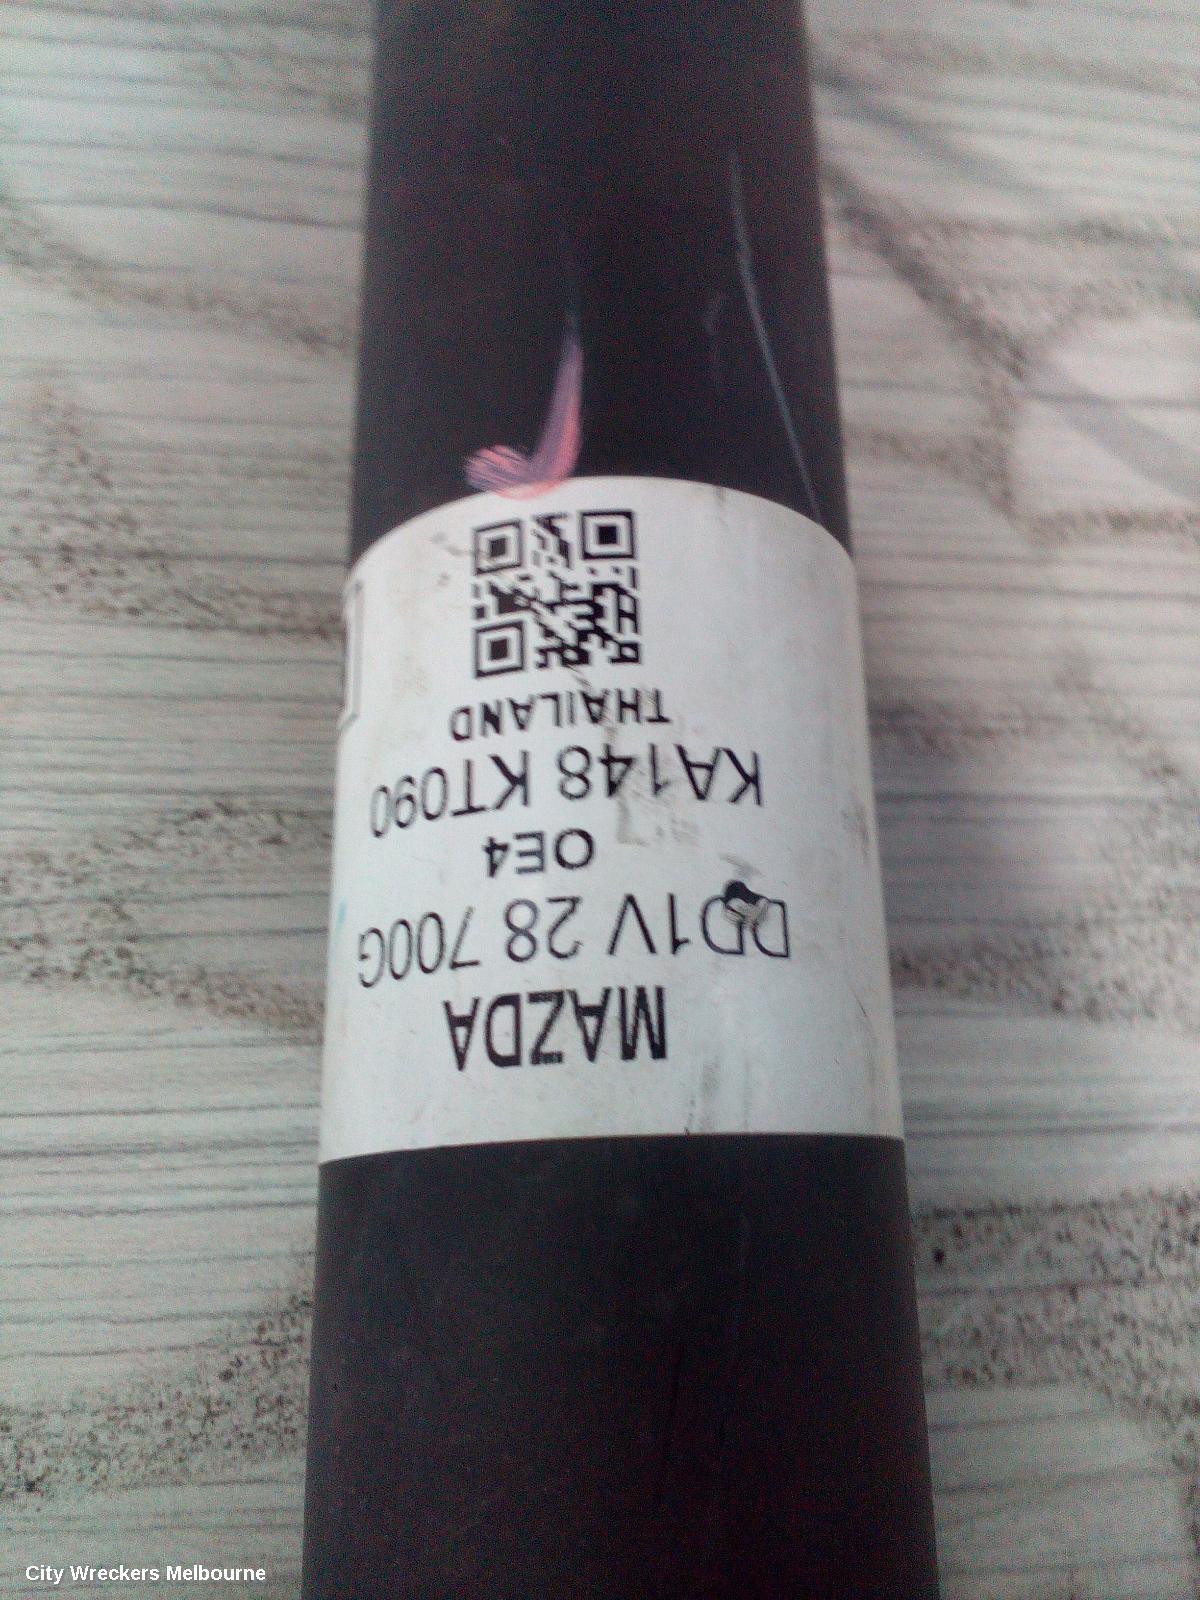 MAZDA
DD1V 28 700G
OE4
KA148 KT090
THAILAND
City Wreckers Melbourne